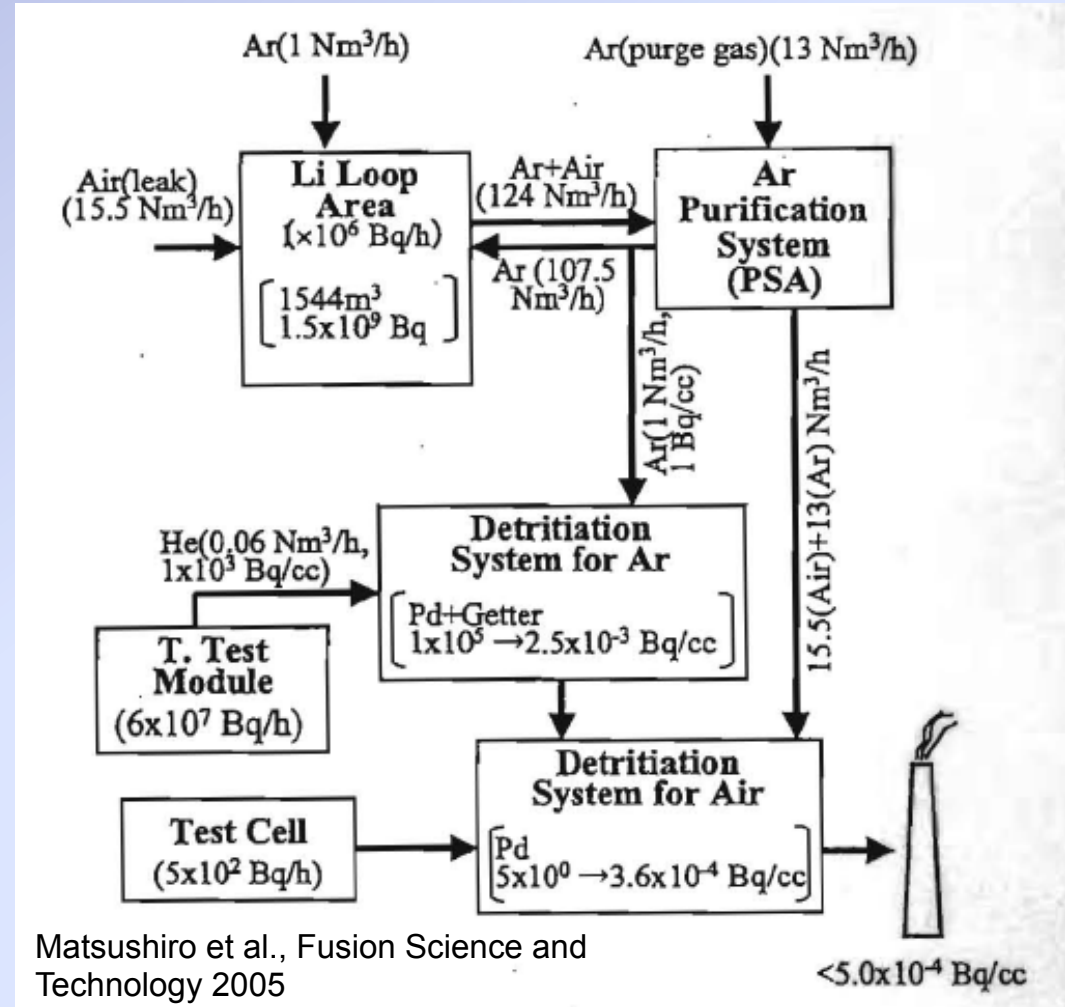 Ar(1 Nm³/h)
Ar(purge gas)(13 Nm³/h)
Air(leak)
(15.5 Nm³/h)
Li Loop
Area
(×10⁶ Bq/h)
1544m³
1.5x10⁹ Bq
Ar+Air
(124 Nm³/h)
Ar (107.5
Nm³/h)
Ar
Purification
System
(PSA)
Ar(1 Nm³/h,
1 Bq/cc)
15.5(Air)+13(Ar) Nm³/h
He(0.06 Nm³/h,
1x10³ Bq/cc)
Detritiation
System for Ar
Pd+Getter
1x10⁵ →2.5x10⁻³ Bq/cc
T. Test
Module
(6x10⁷ Bq/h)
Detritiation
System for Air
Pd
5x10⁰ →3.6x10⁻⁴ Bq/cc
Test Cell
(5x10² Bq/h)
<5.0x10⁻⁴ Bq/cc
Matsushiro et al., Fusion Science and
Technology 2005